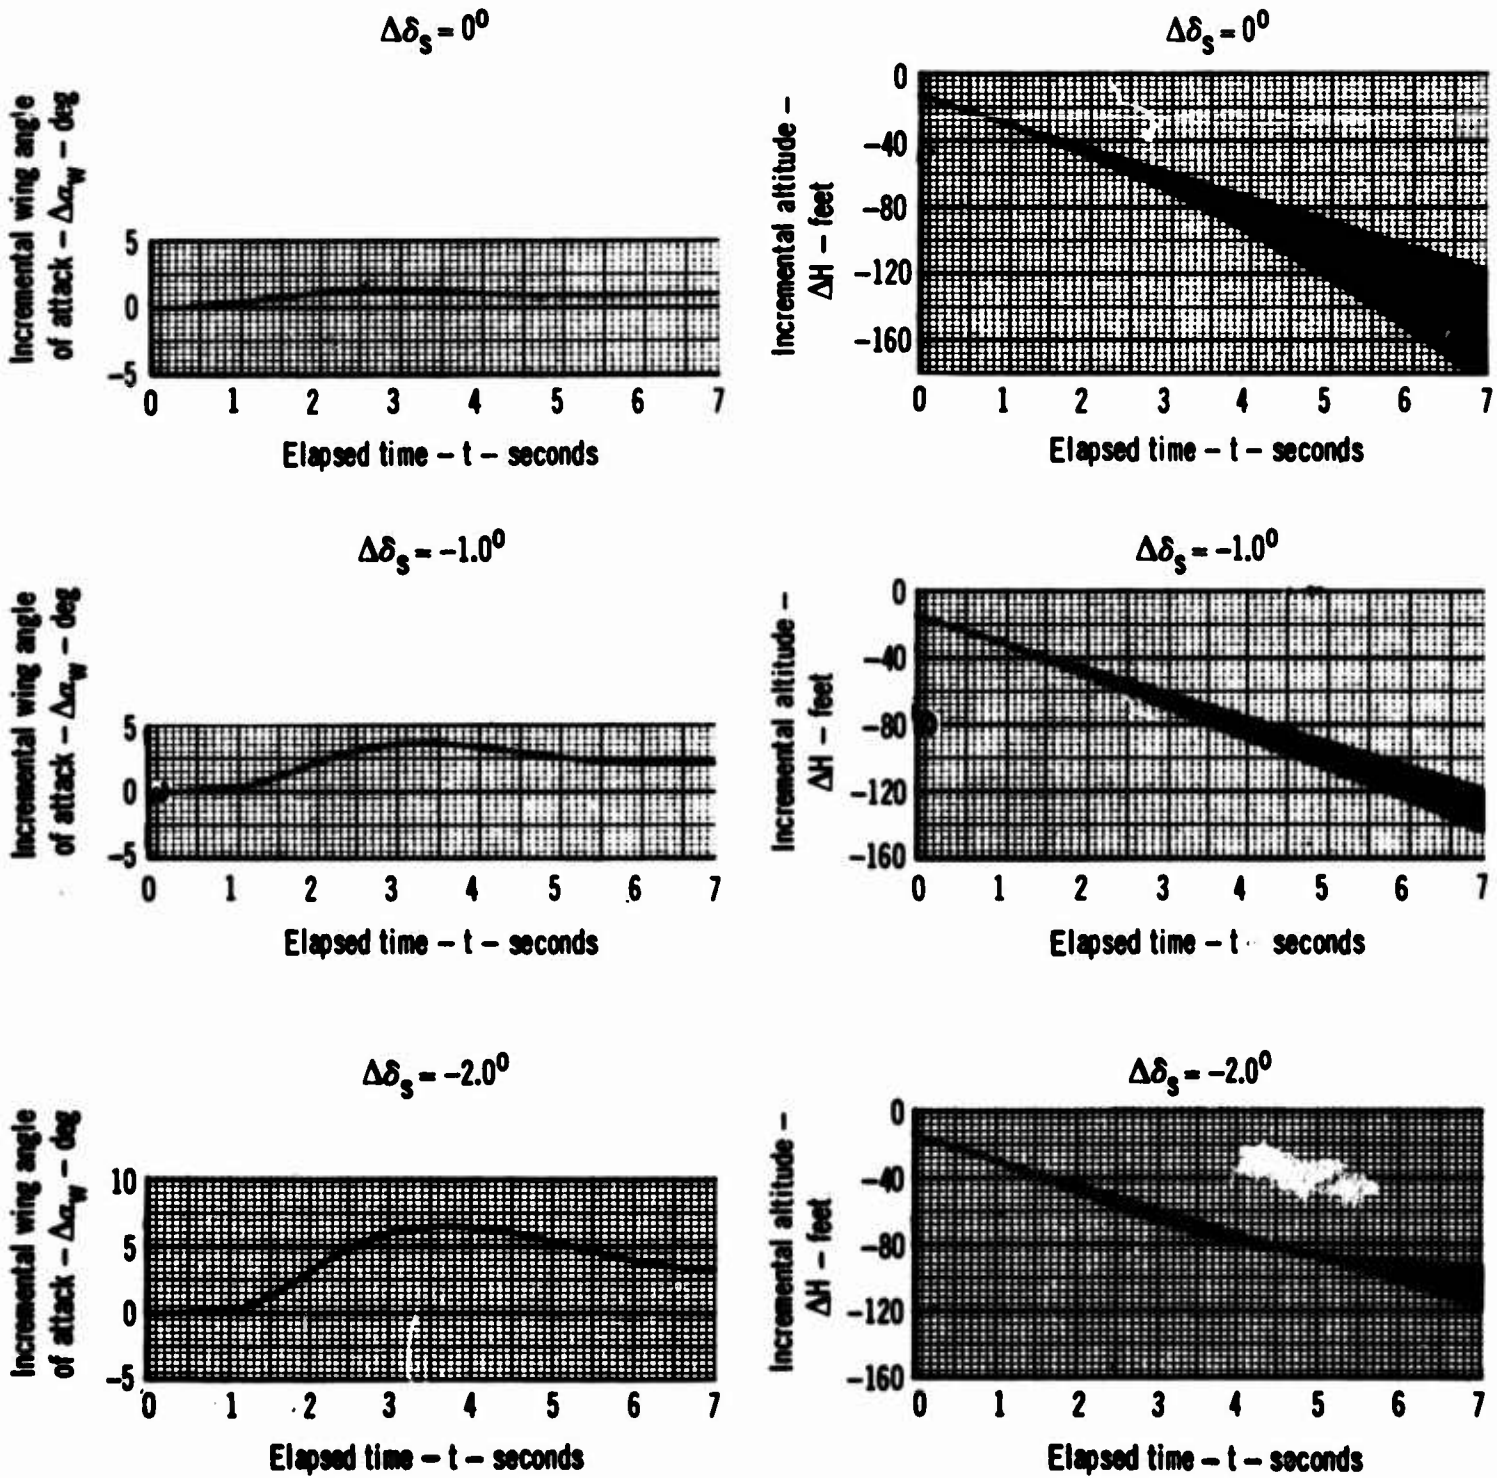 Δδs = 0⁰
Δδs = 0⁰
Incremental wing angle
of attack – Δαw – deg
5
0
–5
0 1 2 3 4 5 6 7
Elapsed time – t – seconds
Incremental altitude –
ΔH – feet
0
–40
–80
–120
–160
0 1 2 3 4 5 6 7
Elapsed time – t – seconds
Δδs = –1.0⁰
Δδs = –1.0⁰
Incremental wing angle
of attack – Δαw – deg
5
0
–5
0 1 2 3 4 5 6 7
Elapsed time – t – seconds
Incremental altitude –
ΔH – feet
0
–40
–80
–120
–160
0 1 2 3 4 5 6 7
Elapsed time – t – seconds
Δδs = –2.0⁰
Δδs = –2.0⁰
Incremental wing angle
of attack – Δαw – deg
10
5
0
–5
0 1 2 3 4 5 6 7
Elapsed time – t – seconds
Incremental altitude –
ΔH – feet
0
–40
–80
–120
–160
0 1 2 3 4 5 6 7
Elapsed time – t – seconds